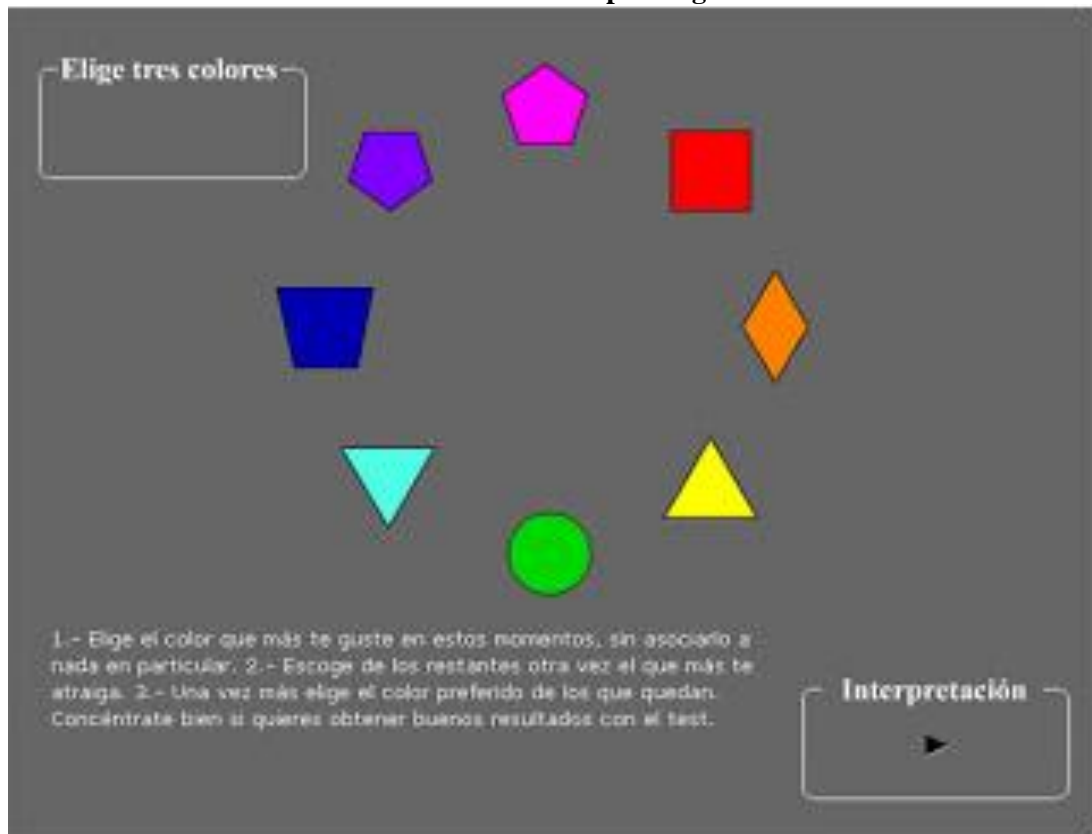 Elige tres colores
1.- Elige el color que más te guste en estos momentos, sin asociarlo a
nada en particular. 2.- Escoge de los restantes otra vez el que más te
atraiga. 3.- Una vez más elige el color preferido de los que quedan.
Concéntrate bien si quieres obtener buenos resultados con el test.
Interpretación